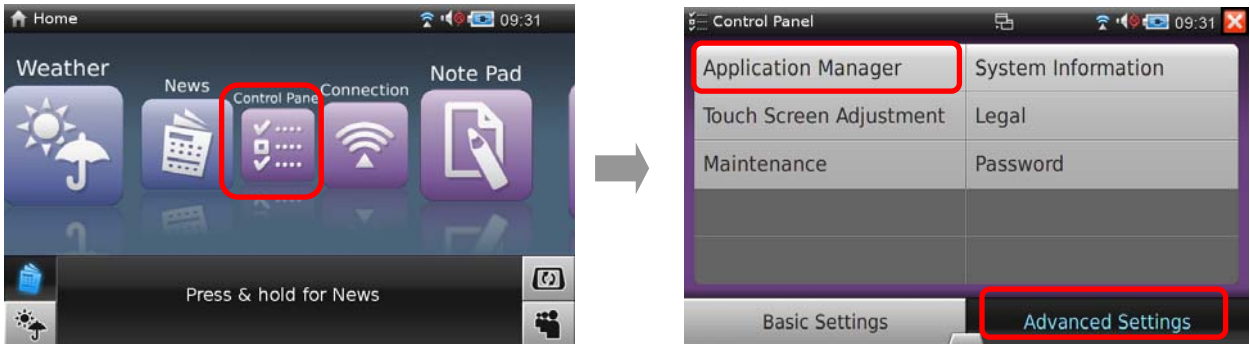 Home 09:31
Weather
News
Control Pane
Connection
Note Pad
Press & hold for News
Control Panel 09:31
Application Manager
System Information
Touch Screen Adjustment
Legal
Maintenance
Password
Basic Settings
Advanced Settings